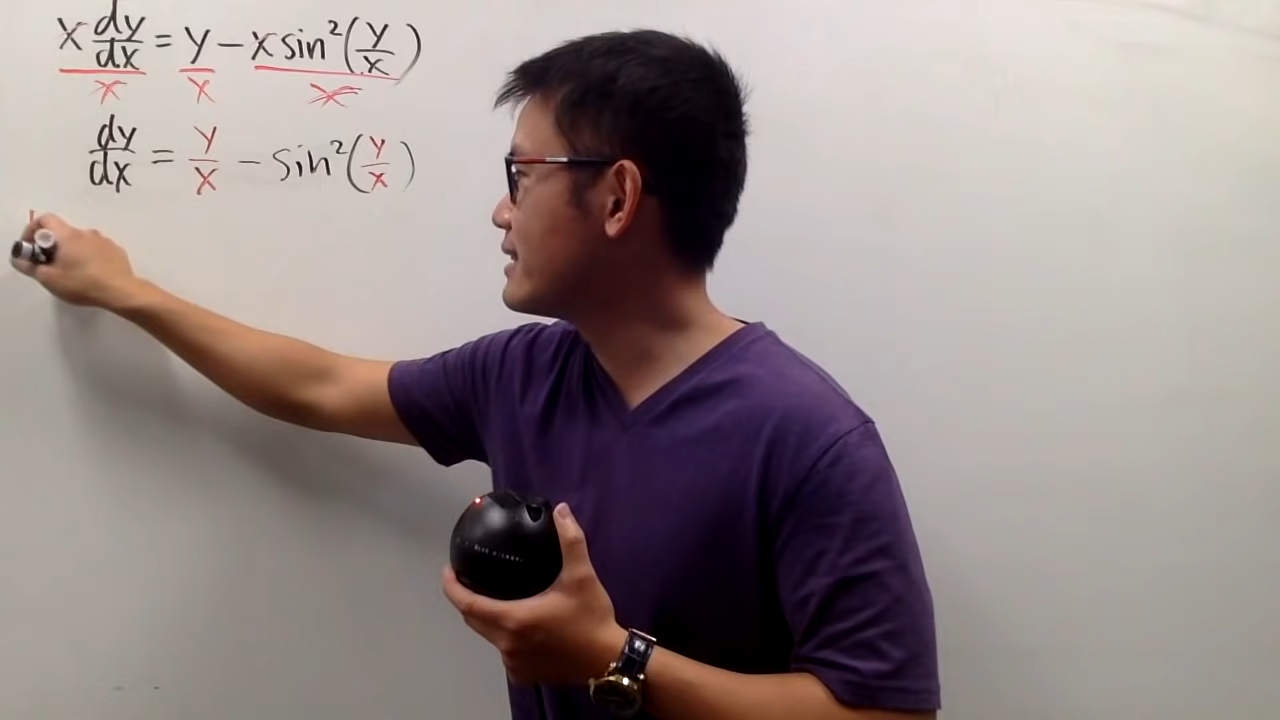 x dy/dx = y - x sin²(y/x)
x x x
dy/dx = y/x - sin²(y/x)